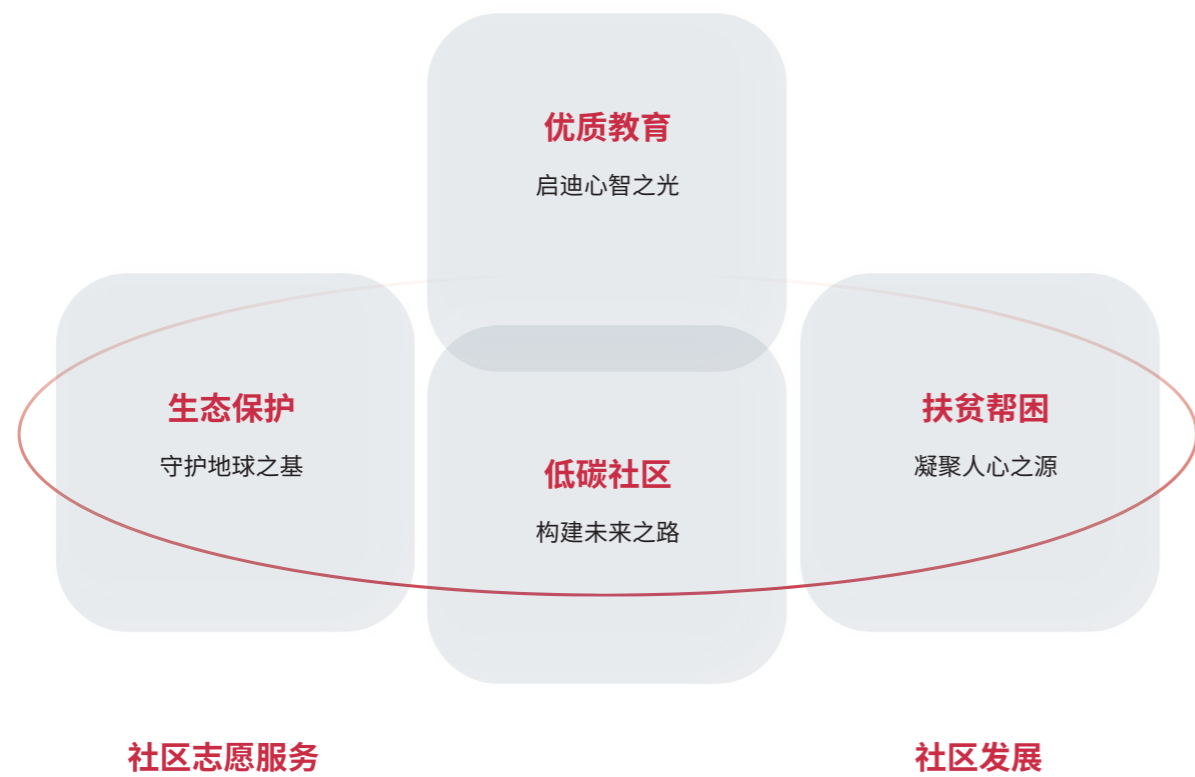 优质教育
启迪心智之光
生态保护
守护地球之基
低碳社区
构建未来之路
扶贫帮困
凝聚人心之源
社区志愿服务
社区发展